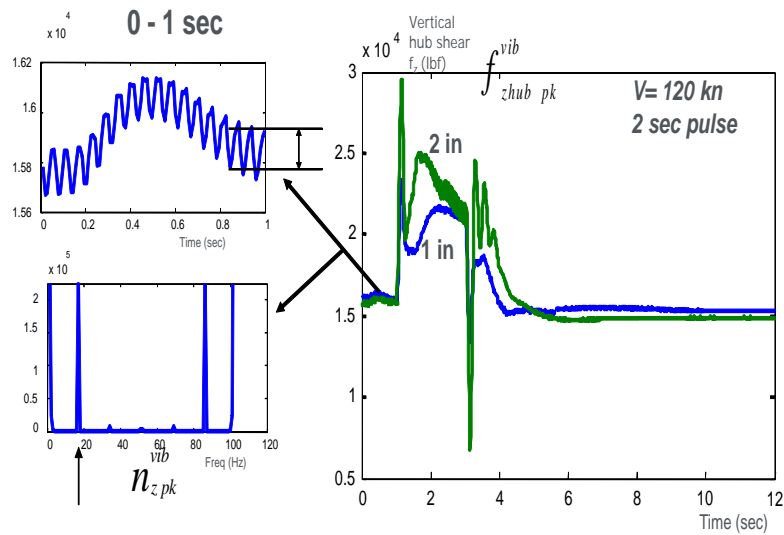 0 - 1 sec
x 10^4
1.62
1.6
1.58
1.56
0 0.2 0.4 0.6 0.8 1
Time (sec)
x 10^5
2
1.5
1
0.5
0
0 20 40 60 80 100 120
Freq (Hz)
n_{z pk}^{vib}
Vertical
hub shear
f_z (lbf)
x 10^4
f_{zhub pk}^{vib}
3
2.5
2
1.5
1
0.5
V= 120 kn
2 sec pulse
2 in
1 in
0 2 4 6 8 10 12
Time (sec)